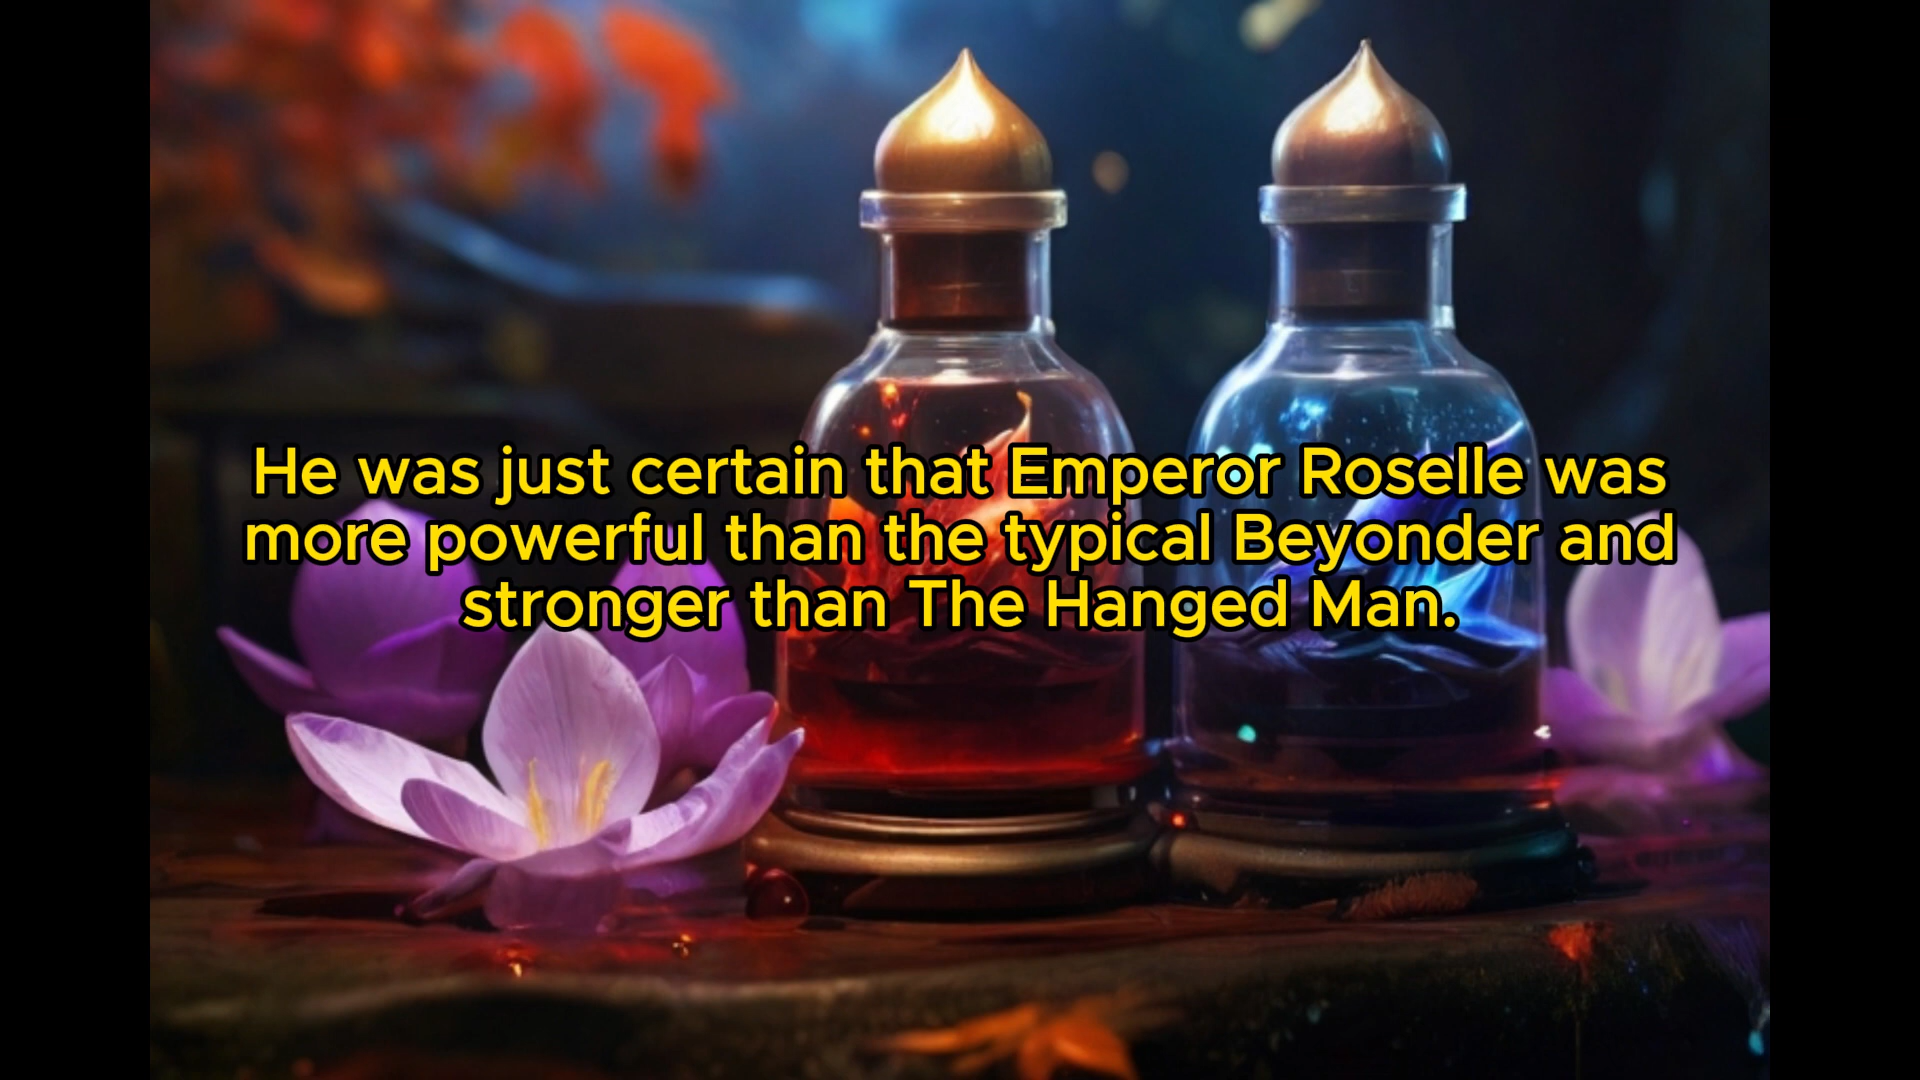 He was just certain that Emperor Roselle was
more powerful than the typical Beyonder and
stronger than The Hanged Man.